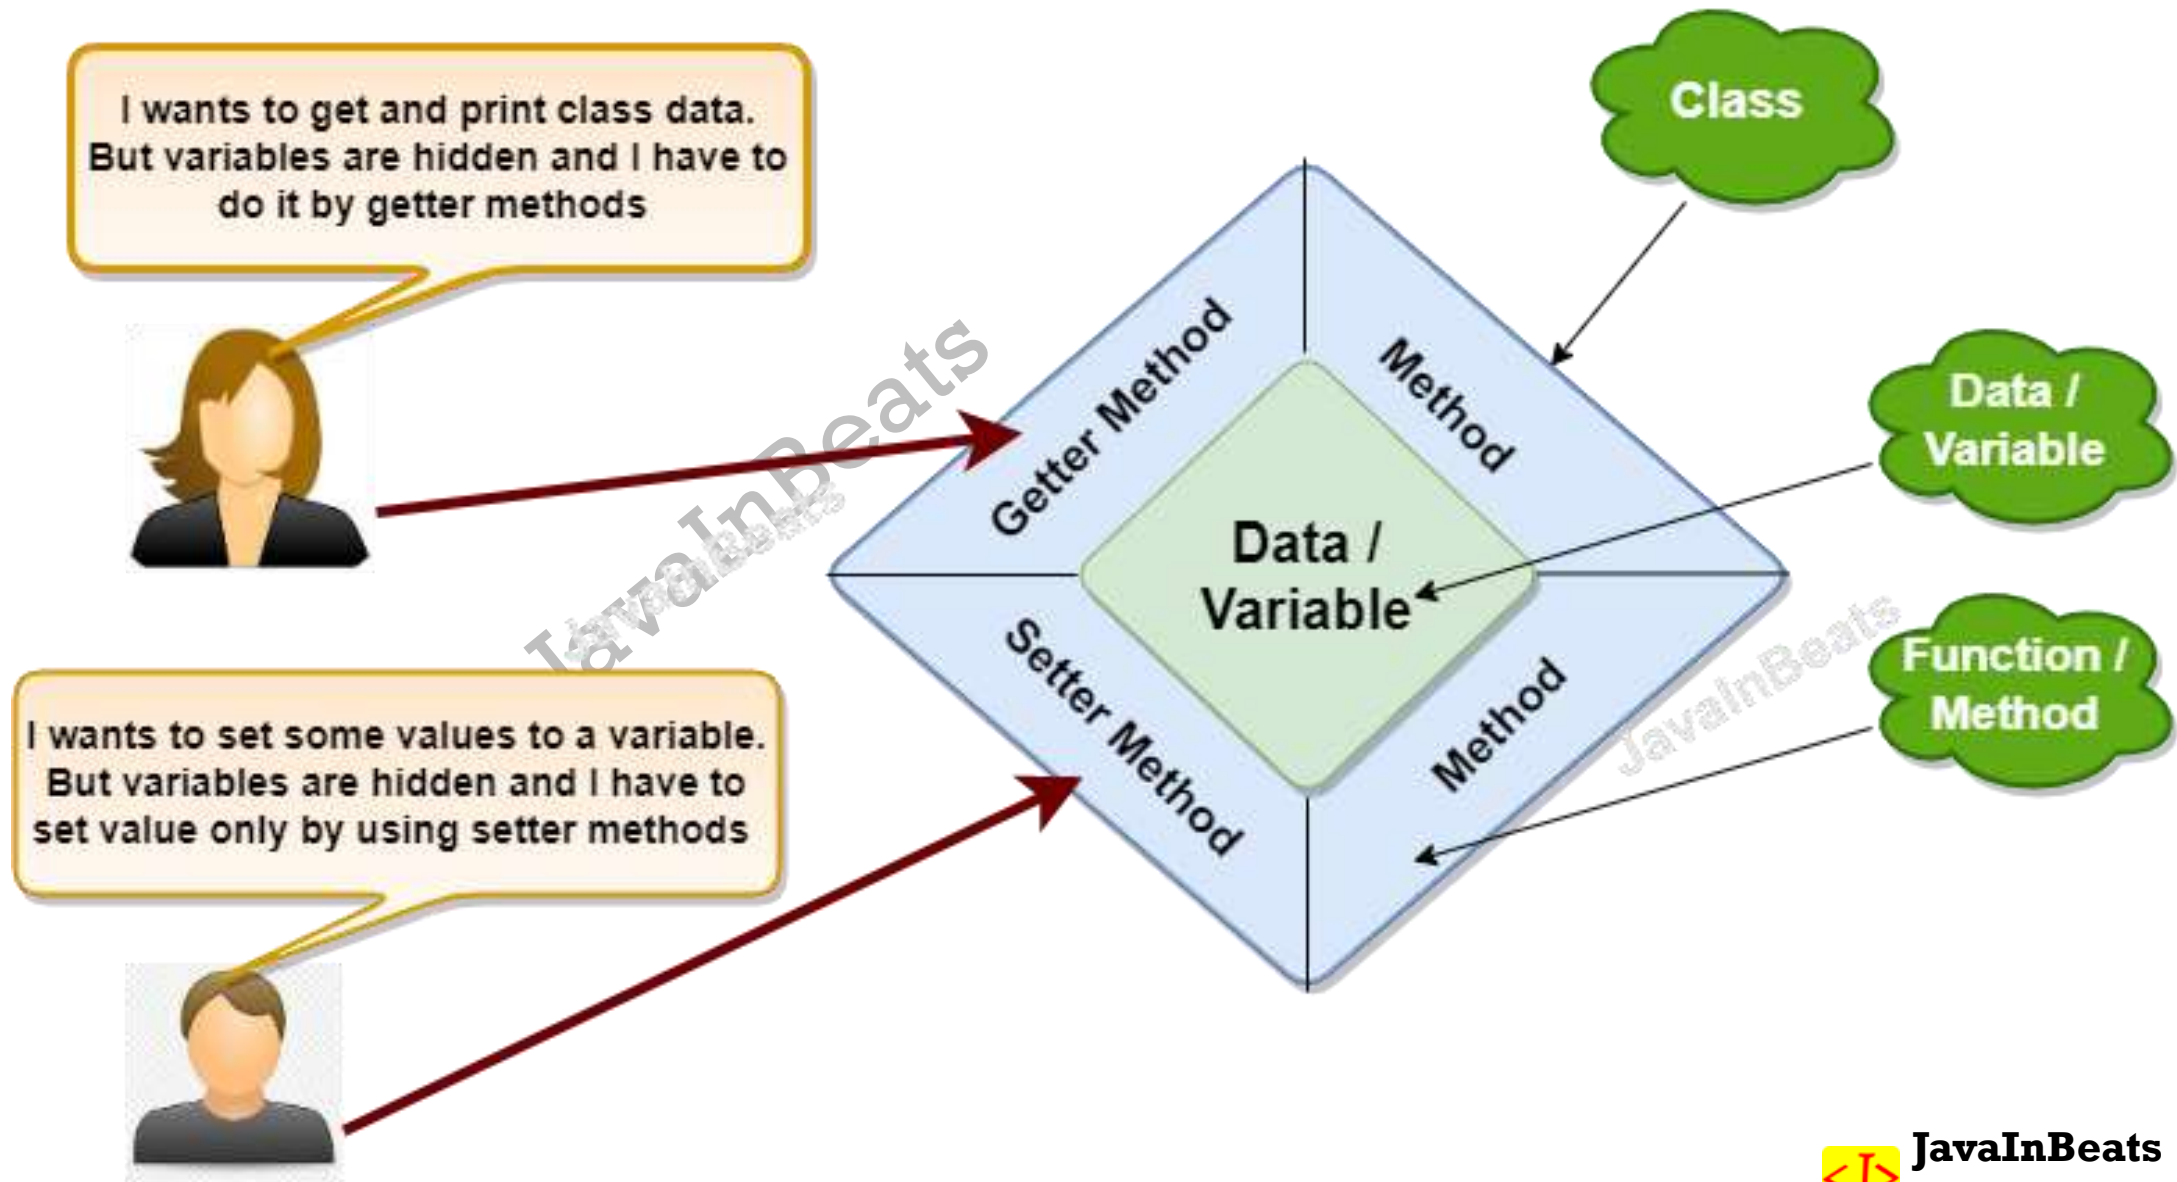 I wants to get and print class data.
But variables are hidden and I have to
do it by getter methods
Class
Getter Method
Method
Data /
Variable
Data /
Variable
JavaInBeats
JavaInBeats
Setter Method
Method
Function /
Method
JavaInBeats
I wants to set some values to a variable.
But variables are hidden and I have to
set value only by using setter methods
JavaInBeats